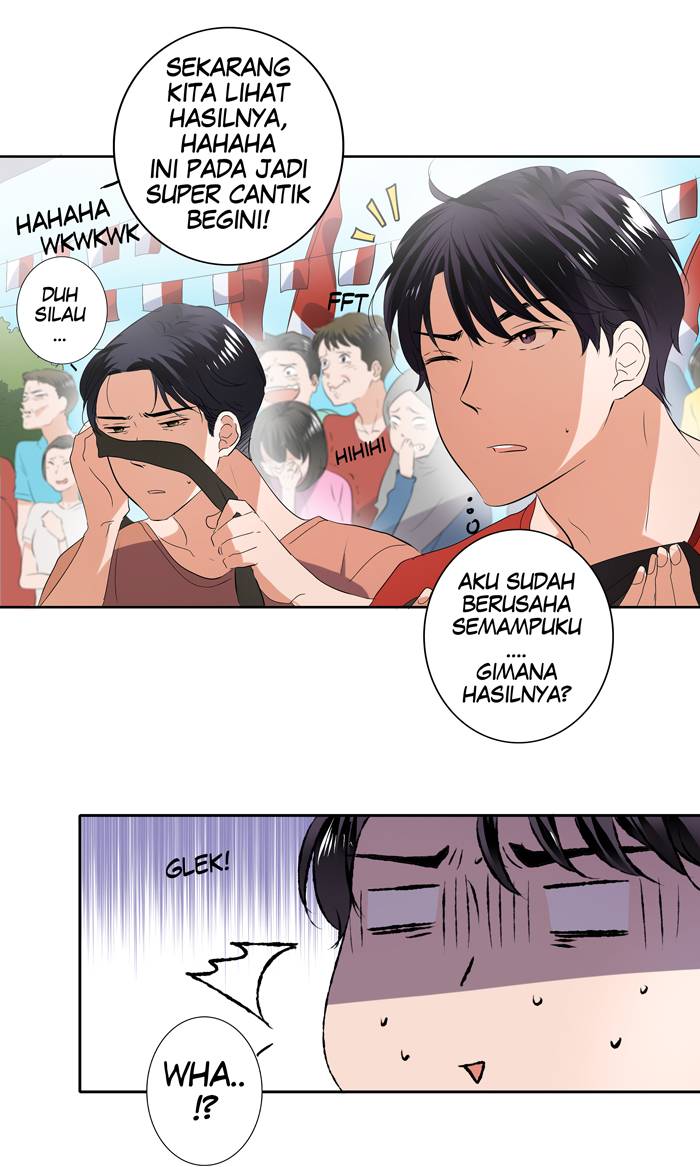 SEKARANG
KITA LIHAT
HASILNYA,
HAHAHA
INI PADA JADI
SUPER CANTIK
BEGINI!
HAHAHA
WKWKWK
DUH
SILAU
...
FFT
HIHIHI
...
AKU SUDAH
BERUSAHA
SEMAMPUKU
....
GIMANA
HASILNYA?
GLEK!
WHA..
!?